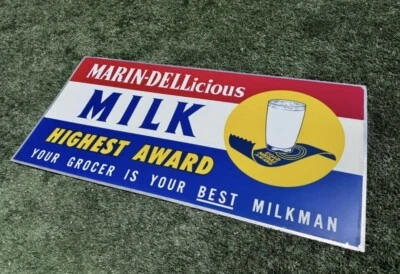 MARIN-DELLicious
MILK
HIGHEST AWARD
YOUR GROCER IS YOUR BEST MILKMAN